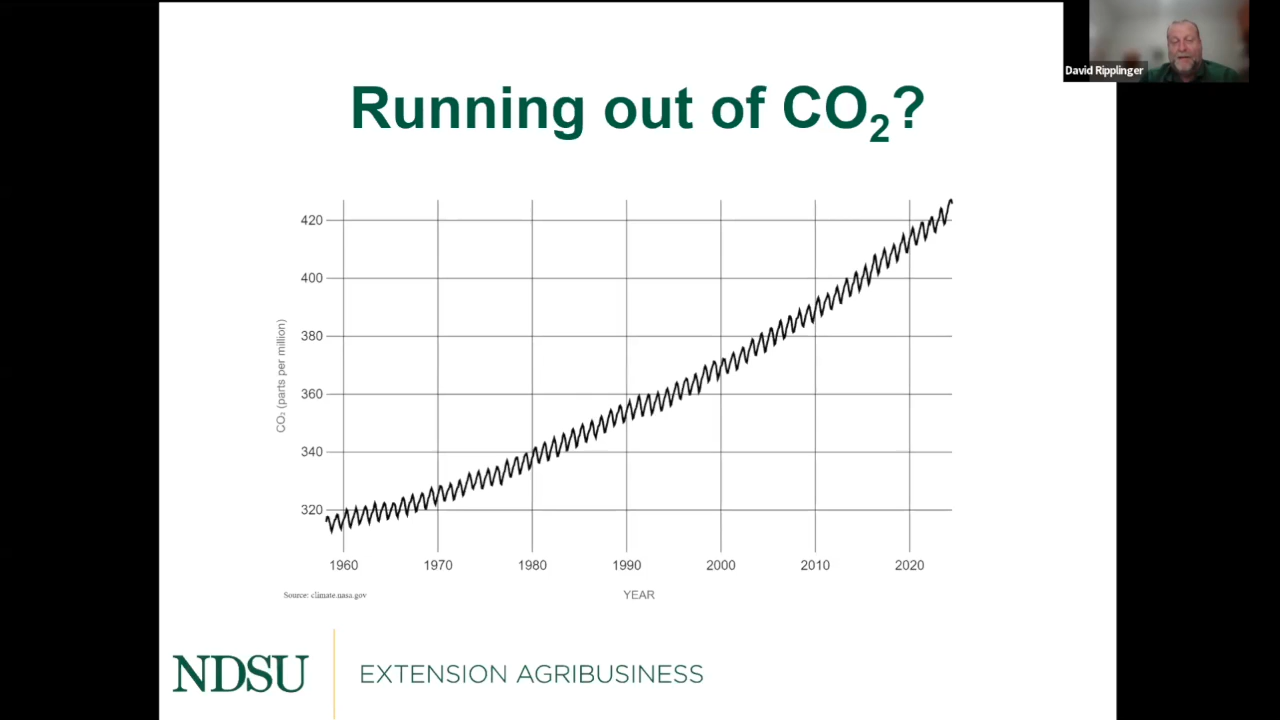 David Ripplinger
Running out of CO₂?
420
400
380
360
340
320
CO₂ (parts per million)
1960 1970 1980 1990 2000 2010 2020
YEAR
Source: climate.nasa.gov
NDSU
EXTENSION AGRIBUSINESS